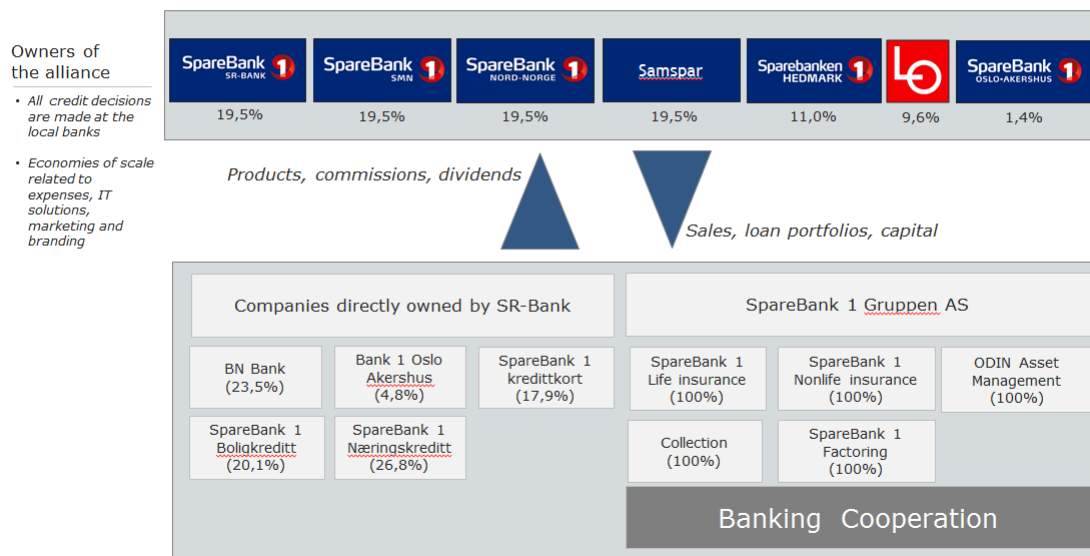 Owners of
the alliance
• All credit decisions
are made at the
local banks
• Economies of scale
related to
expenses, IT
solutions,
marketing and
branding
SpareBank 1
SR-BANK
19,5%
SpareBank 1
SMN
19,5%
SpareBank 1
NORD-NORGE
19,5%
Samspar
19,5%
Sparebanken 1
HEDMARK
11,0%
LO
9,6%
SpareBank 1
OSLO•AKERSHUS
1,4%
Products, commissions, dividends
Sales, loan portfolios, capital
Companies directly owned by SR-Bank
BN Bank
(23,5%)
Bank 1 Oslo
Akershus
(4,8%)
SpareBank 1
kredittkort
(17,9%)
SpareBank 1
Boligkreditt
(20,1%)
SpareBank 1
Næringskreditt
(26,8%)
SpareBank 1 Gruppen AS
SpareBank 1
Life insurance
(100%)
SpareBank 1
Nonlife insurance
(100%)
ODIN Asset
Management
(100%)
Collection
(100%)
SpareBank 1
Factoring
(100%)
Banking Cooperation